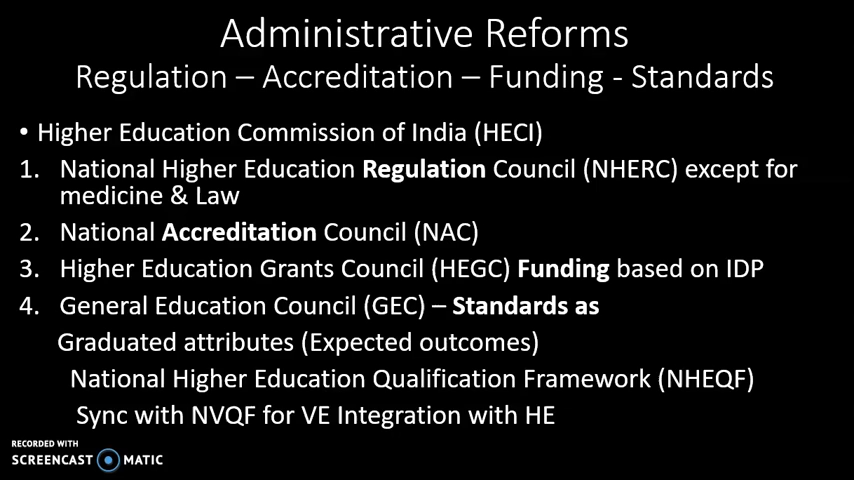 Administrative Reforms
Regulation – Accreditation – Funding - Standards
• Higher Education Commission of India (HECI)
1. National Higher Education Regulation Council (NHERC) except for
medicine & Law
2. National Accreditation Council (NAC)
3. Higher Education Grants Council (HEGC) Funding based on IDP
4. General Education Council (GEC) – Standards as
Graduated attributes (Expected outcomes)
National Higher Education Qualification Framework (NHEQF)
Sync with NVQF for VE Integration with HE
RECORDED WITH
SCREENCAST MATIC